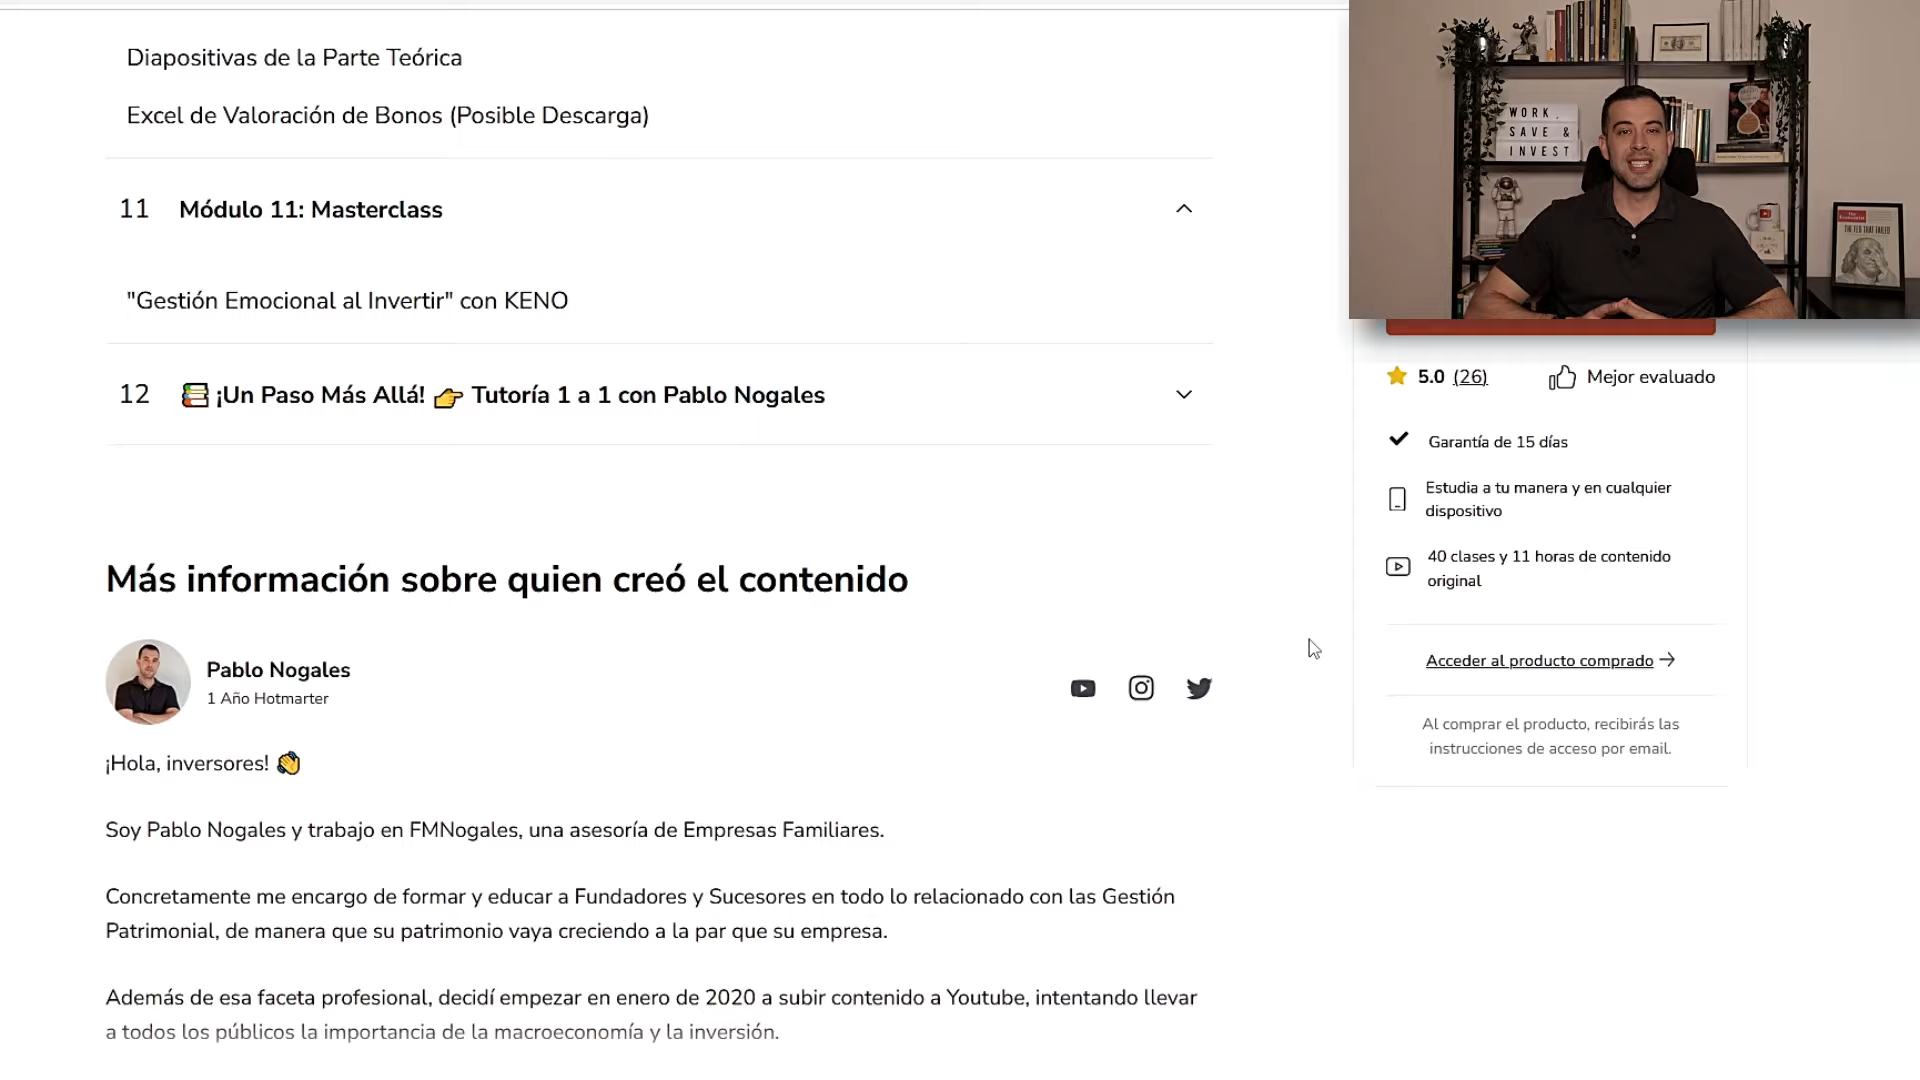 Diapositivas de la Parte Teórica
Excel de Valoración de Bonos (Posible Descarga)
11 Módulo 11: Masterclass
"Gestión Emocional al Invertir" con KENO
12 📚 ¡Un Paso Más Allá! 👉 Tutoría 1 a 1 con Pablo Nogales
Más información sobre quien creó el contenido
Pablo Nogales
1 Año Hotmarter
¡Hola, inversores! 👋
Soy Pablo Nogales y trabajo en FMNogales, una asesoría de Empresas Familiares.
Concretamente me encargo de formar y educar a Fundadores y Sucesores en todo lo relacionado con las Gestión
Patrimonial, de manera que su patrimonio vaya creciendo a la par que su empresa.
Además de esa faceta profesional, decidí empezar en enero de 2020 a subir contenido a Youtube, intentando llevar
a todos los públicos la importancia de la macroeconomía y la inversión.
WORK,
SAVE &
INVEST
The
Economist
THE FED THAT FAILED
5.0 (26) Mejor evaluado
Garantía de 15 días
Estudia a tu manera y en cualquier
dispositivo
40 clases y 11 horas de contenido
original
Acceder al producto comprado →
Al comprar el producto, recibirás las
instrucciones de acceso por email.